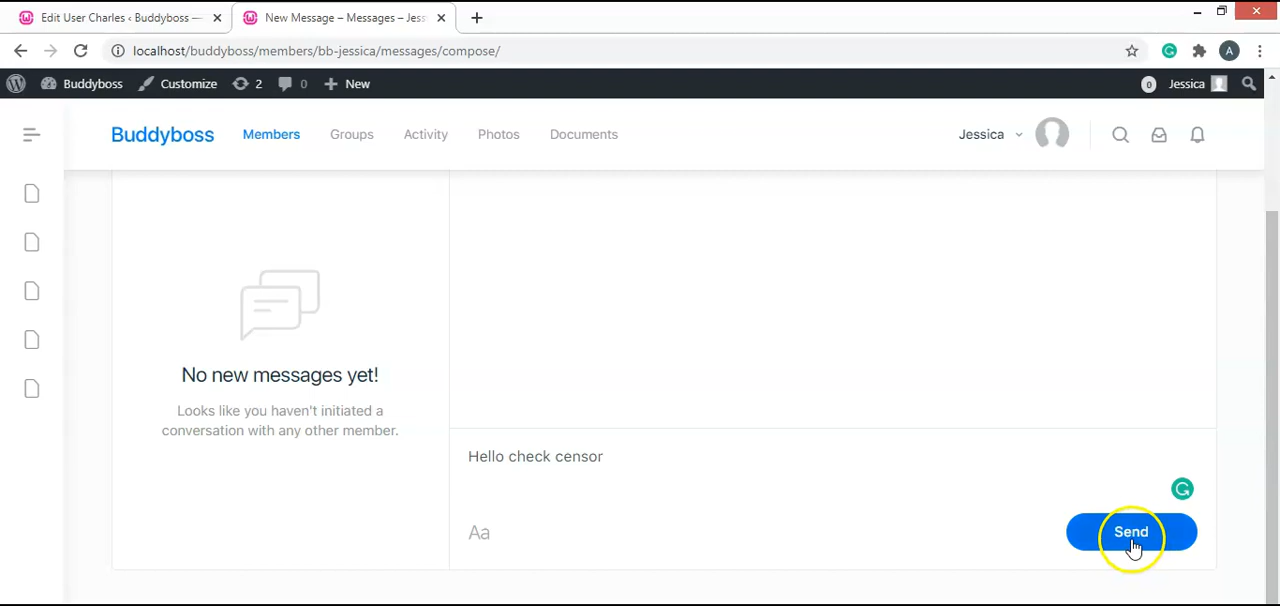 Edit User Charles ‹ Buddyboss —
New Message – Messages – Jess
localhost/buddyboss/members/bb-jessica/messages/compose/
A
Buddyboss Customize 2 0 New
0 Jessica
Buddyboss Members Groups Activity Photos Documents Jessica
No new messages yet!
Looks like you haven't initiated a
conversation with any other member.
Hello check censor
Aa
Send